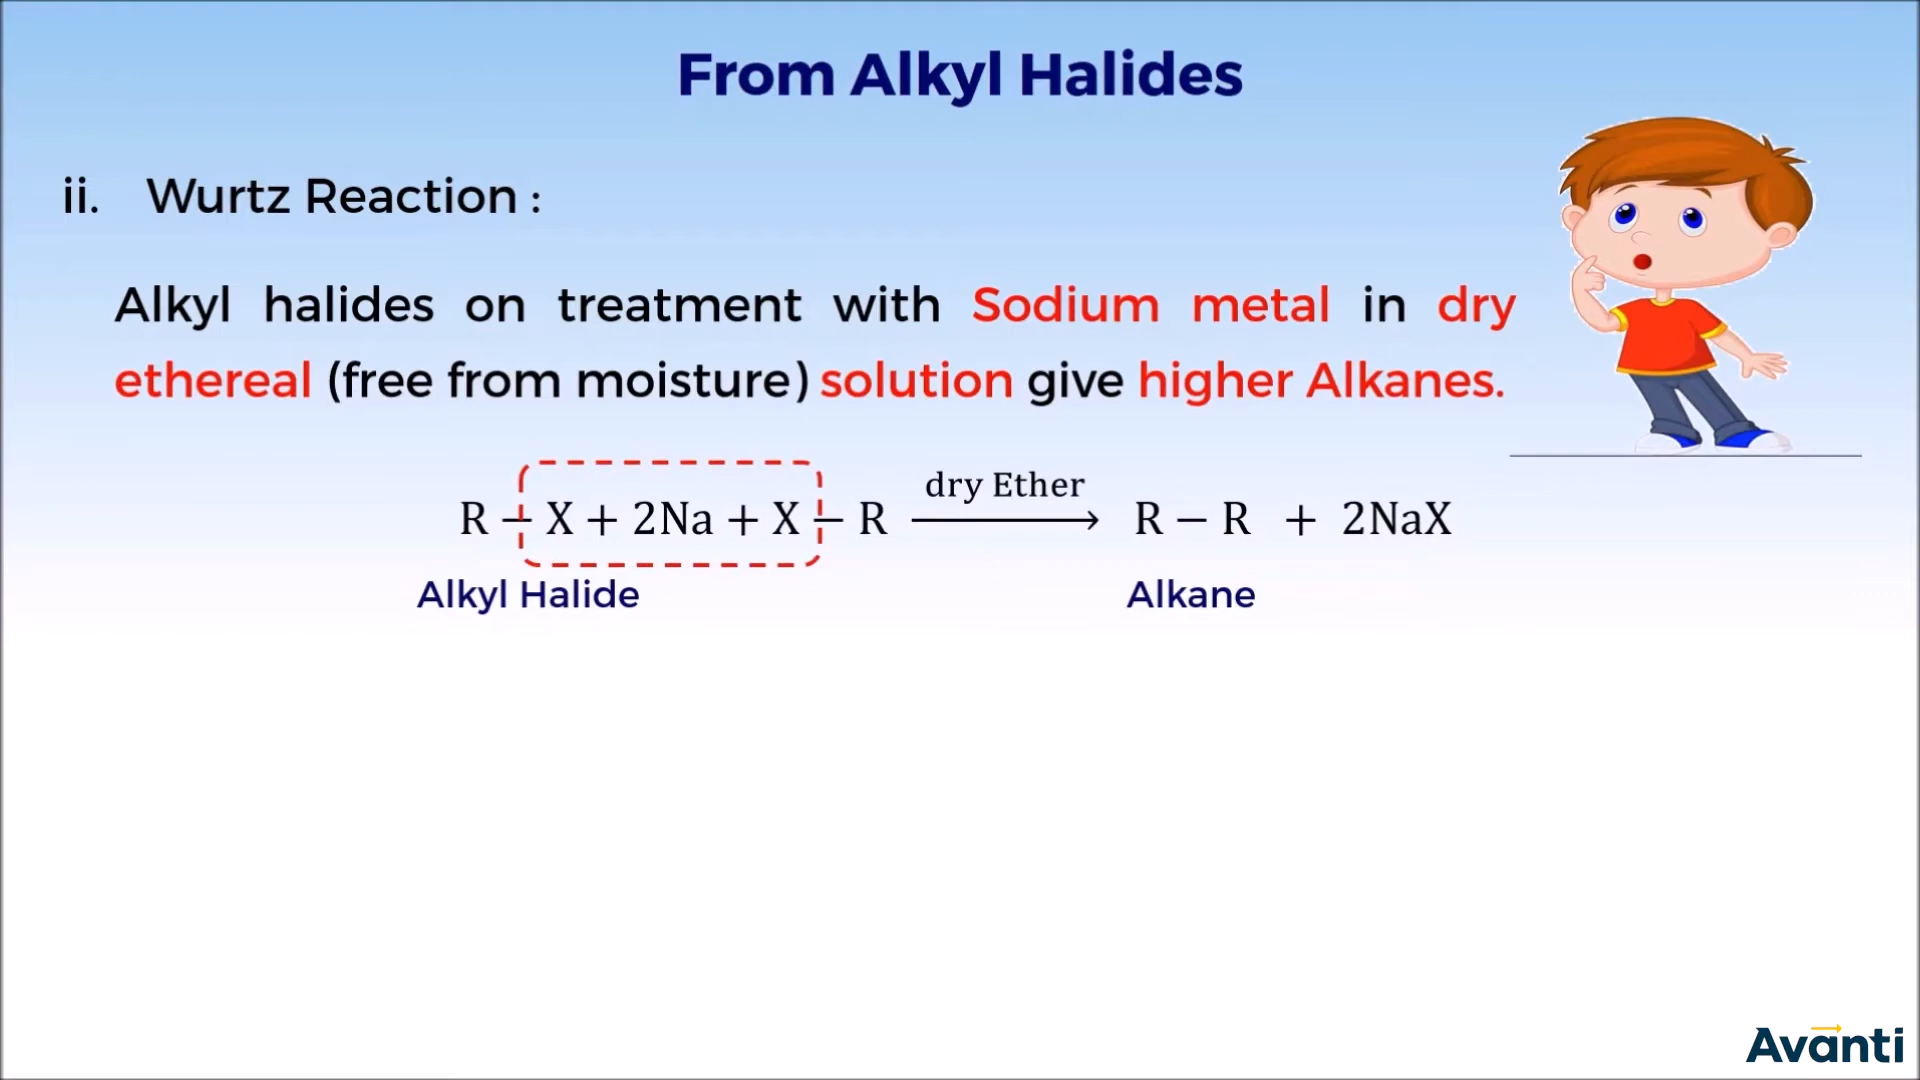 From Alkyl Halides
ii. Wurtz Reaction :
Alkyl halides on treatment with Sodium metal in dry
ethereal (free from moisture) solution give higher Alkanes.
R – X + 2Na + X – R dry Ether ⟶ R – R + 2NaX
Alkyl Halide Alkane
Avanti